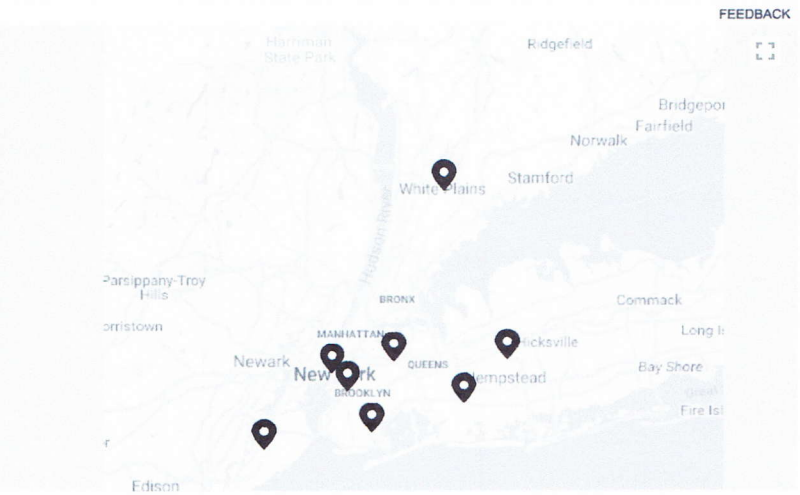 FEEDBACK
Harriman
State Park
Ridgefield
Bridgepor
Fairfield
Norwalk
Stamford
White Plains
Hudson River
Parsippany-Troy
Hills
BRONX
Commack
orristown
MANHATTAN
Long Is
Hicksville
Newark
QUEENS
Bay Shore
New York
Hempstead
BROOKLYN
Great
Fire Isl
r
Edison